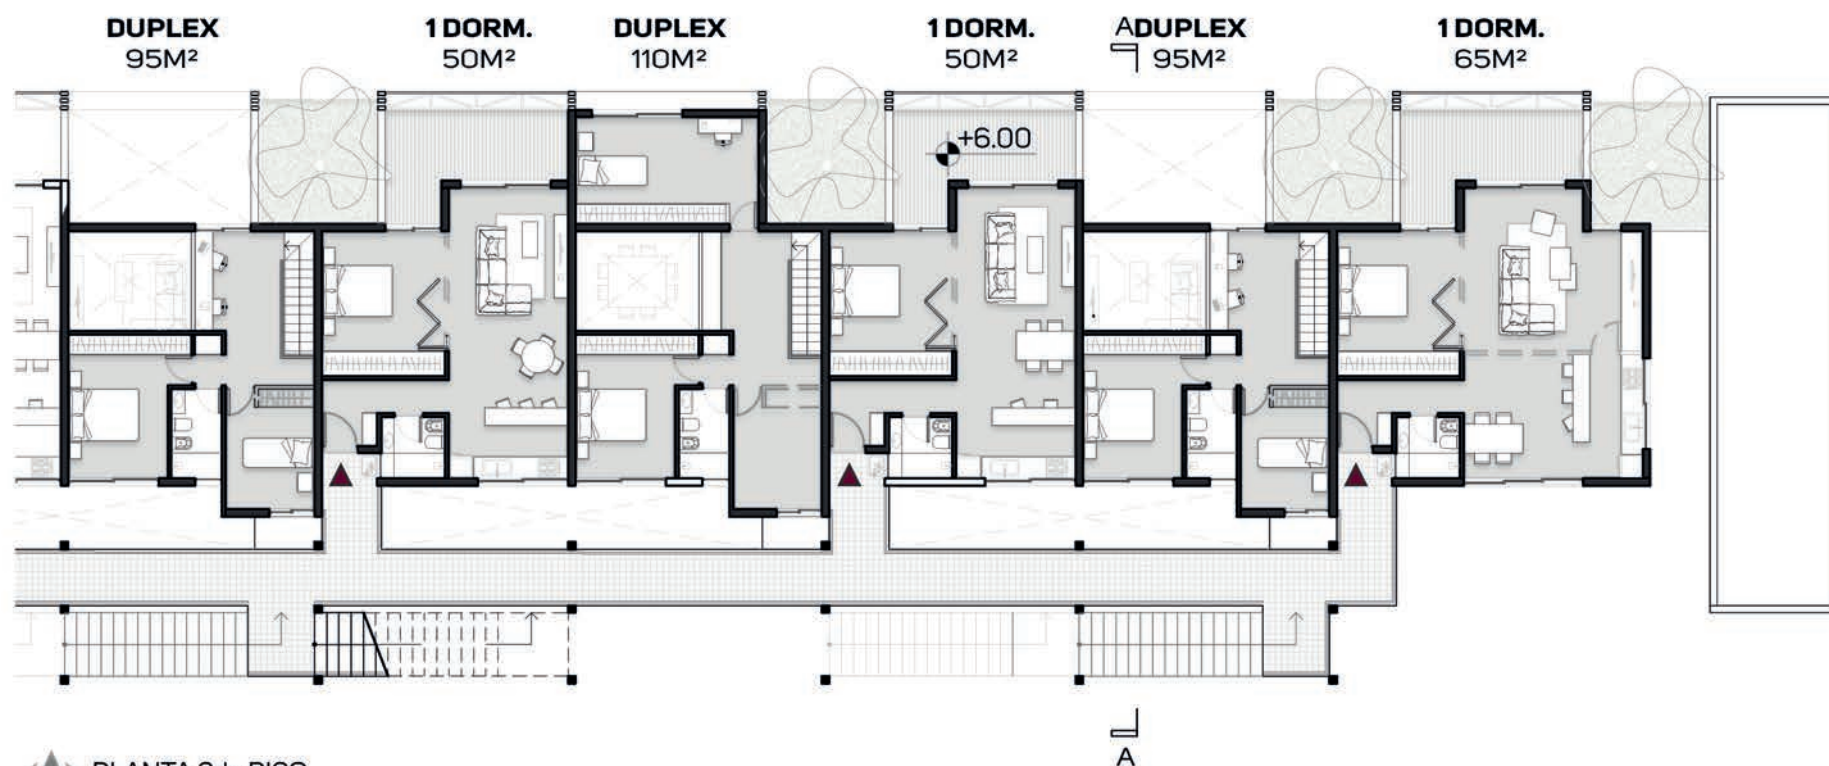 DUPLEX
95M²
1 DORM.
50M²
DUPLEX
110M²
1 DORM.
50M²
A
DUPLEX
95M²
1 DORM.
65M²
+6.00
A